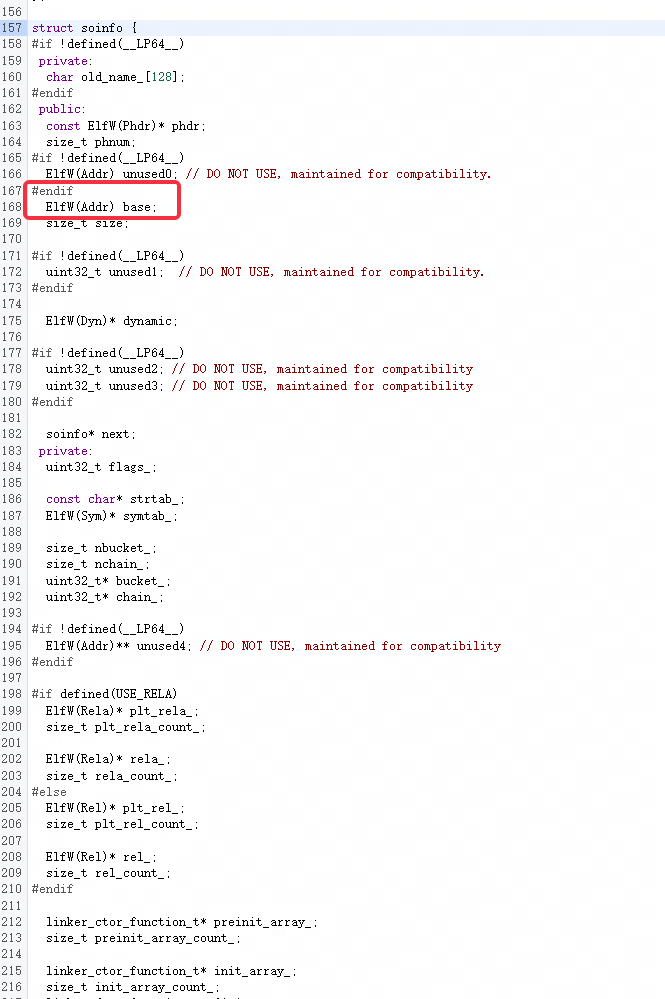 156
157 struct soinfo {
158 #if !defined(__LP64__)
159  private:
160   char old_name_[128];
161 #endif
162  public:
163   const ElfW(Phdr)* phdr;
164   size_t phnum;
165 #if !defined(__LP64__)
166   ElfW(Addr) unused0; // DO NOT USE, maintained for compatibility.
167 #endif
168   ElfW(Addr) base;
169   size_t size;
170
171 #if !defined(__LP64__)
172   uint32_t unused1;  // DO NOT USE, maintained for compatibility.
173 #endif
174
175   ElfW(Dyn)* dynamic;
176
177 #if !defined(__LP64__)
178   uint32_t unused2; // DO NOT USE, maintained for compatibility
179   uint32_t unused3; // DO NOT USE, maintained for compatibility
180 #endif
181
182   soinfo* next;
183  private:
184   uint32_t flags_;
185
186   const char* strtab_;
187   ElfW(Sym)* symtab_;
188
189   size_t nbucket_;
190   size_t nchain_;
191   uint32_t* bucket_;
192   uint32_t* chain_;
193
194 #if !defined(__LP64__)
195   ElfW(Addr)** unused4; // DO NOT USE, maintained for compatibility
196 #endif
197
198 #if defined(USE_RELA)
199   ElfW(Rela)* plt_rela_;
200   size_t plt_rela_count_;
201
202   ElfW(Rela)* rela_;
203   size_t rela_count_;
204 #else
205   ElfW(Rel)* plt_rel_;
206   size_t plt_rel_count_;
207
208   ElfW(Rel)* rel_;
209   size_t rel_count_;
210 #endif
211
212   linker_ctor_function_t* preinit_array_;
213   size_t preinit_array_count_;
214
215   linker_ctor_function_t* init_array_;
216   size_t init_array_count_;